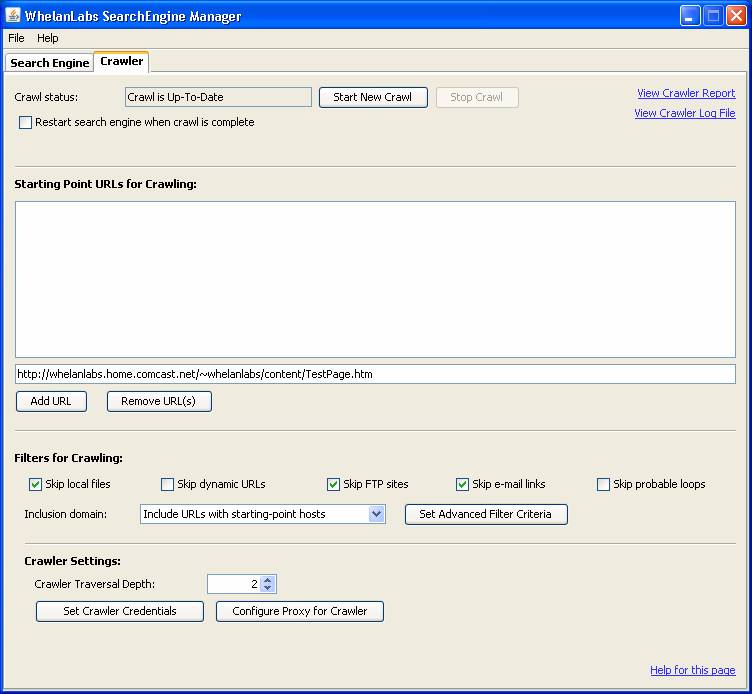 WhelanLabs SearchEngine Manager
File Help
Search Engine Crawler
Crawl status: Crawl is Up-To-Date Start New Crawl Stop Crawl View Crawler Report
View Crawler Log File
Restart search engine when crawl is complete
Starting Point URLs for Crawling:
http://whelanlabs.home.comcast.net/~whelanlabs/content/TestPage.htm
Add URL Remove URL(s)
Filters for Crawling:
Skip local files Skip dynamic URLs Skip FTP sites Skip e-mail links Skip probable loops
Inclusion domain: Include URLs with starting-point hosts Set Advanced Filter Criteria
Crawler Settings:
Crawler Traversal Depth: 2
Set Crawler Credentials Configure Proxy for Crawler
Help for this page